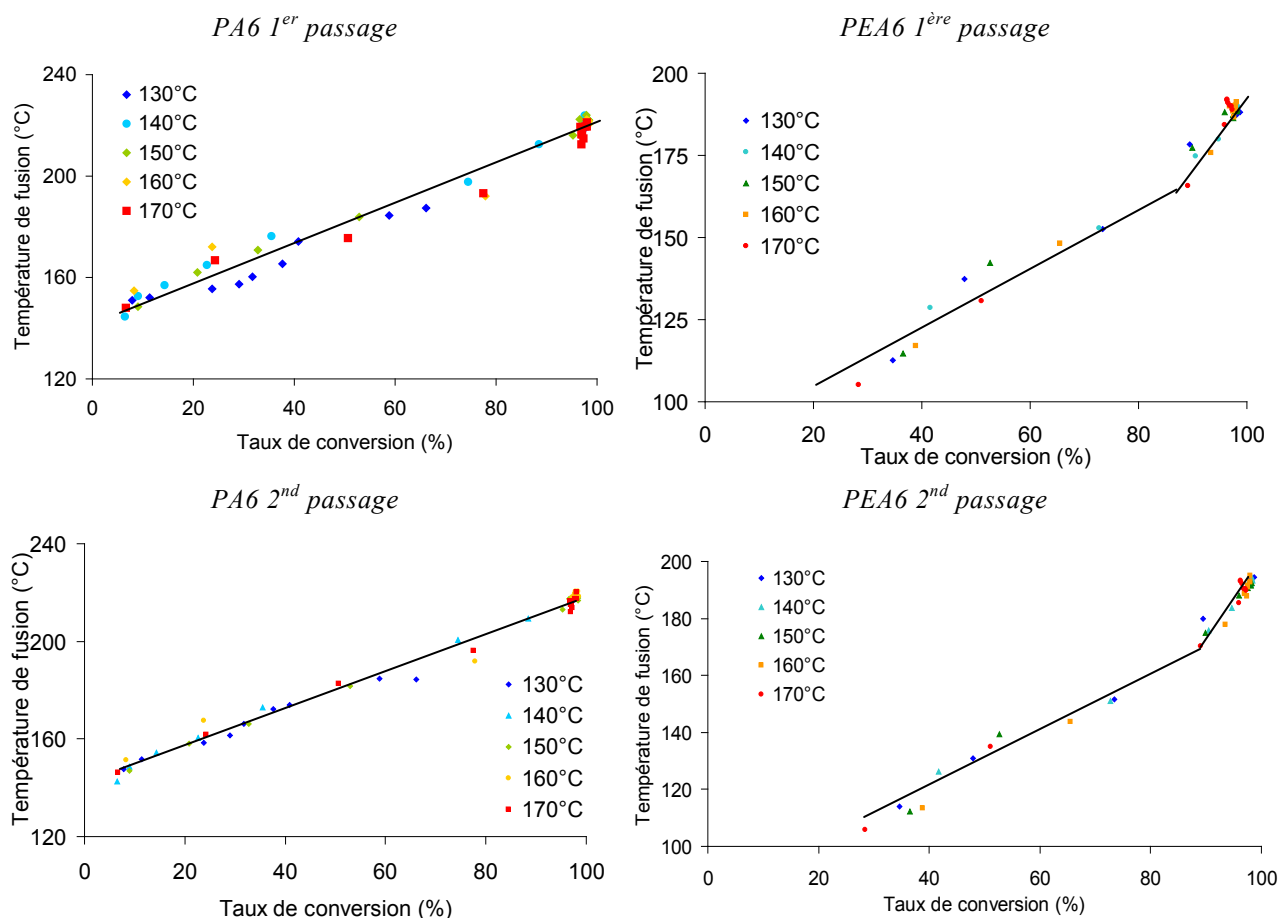 PA6 1er passage
PEA6 1ère passage
Température de fusion (°C)
240
200
160
120
130°C
140°C
150°C
160°C
170°C
0 20 40 60 80 100
Taux de conversion (%)
Température de fusion (°C)
200
175
150
125
100
130°C
140°C
150°C
160°C
170°C
0 20 40 60 80 100
Taux de conversion (%)
PA6 2nd passage
PEA6 2nd passage
Température de fusion (°C)
240
200
160
120
130°C
140°C
150°C
160°C
170°C
0 20 40 60 80 100
Taux de conversion (%)
Température de fusion (°C)
200
180
160
140
120
100
130°C
140°C
150°C
160°C
170°C
0 20 40 60 80 100
Taux de conversion (%)